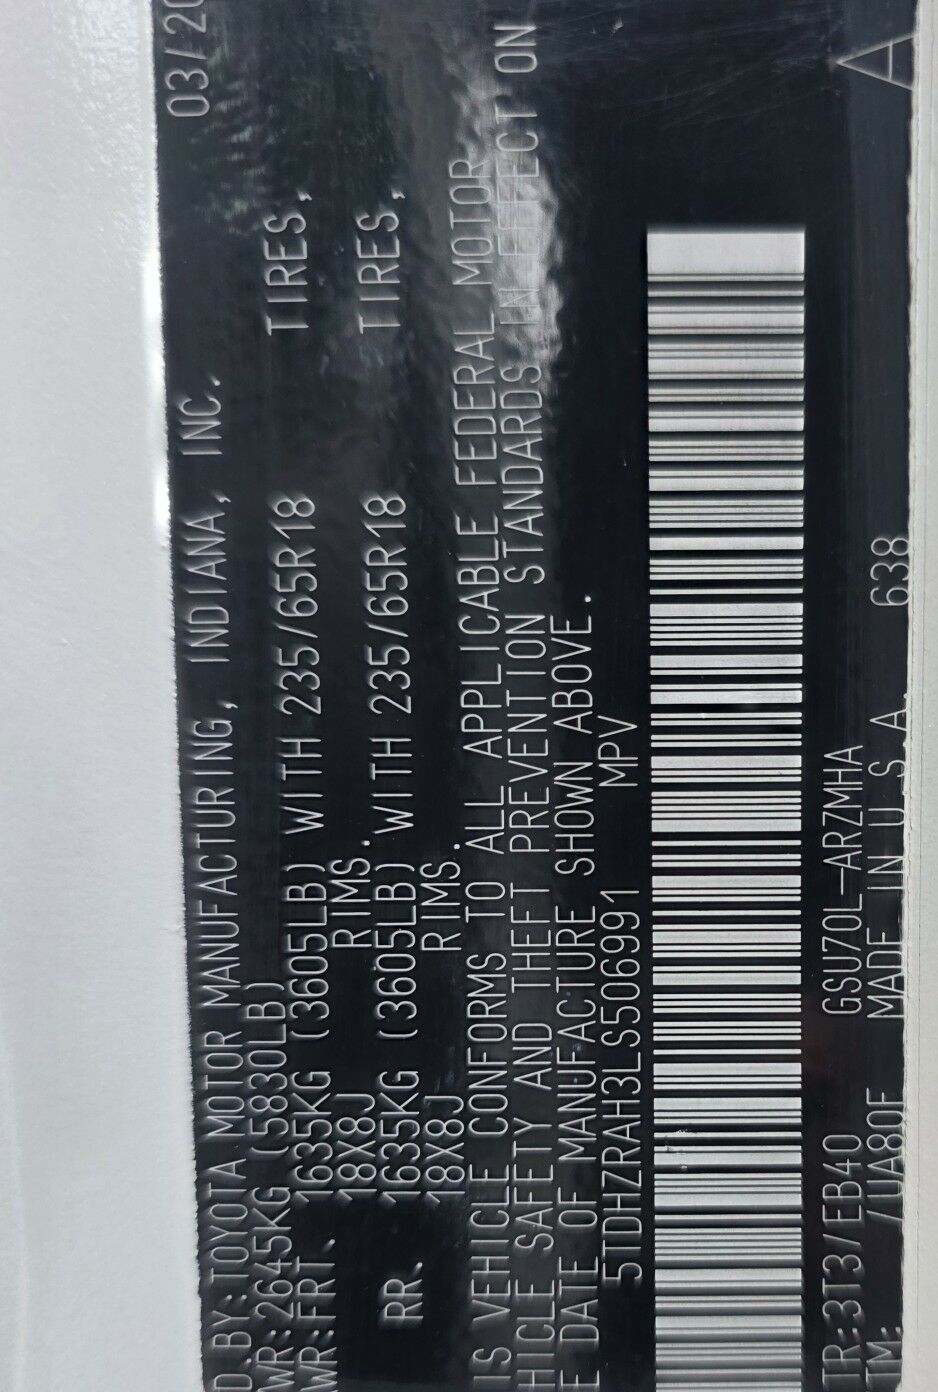 D.BY:TOYOTA MOTOR MANUFACTURING, INDIANA, INC. 03/20
WR:2645KG (5830LB)
WR:FRT. 1635KG (3605LB) WITH 235/65R18 TIRES,
18X8J RIMS.
RR. 1635KG (3605LB) WITH 235/65R18 TIRES,
18X8J RIMS.
IS VEHICLE CONFORMS TO ALL APPLICABLE FEDERAL MOTOR
HICLE SAFETY AND THEFT PREVENTION STANDARDS IN EFFECT ON
E DATE OF MANUFACTURE SHOWN ABOVE.
5TDHZRAH3LS506991 MPV
TR:3T3/EB40 GSU70L-ARZMHA A
TM: /UA80F MADE IN U.S.A. 638